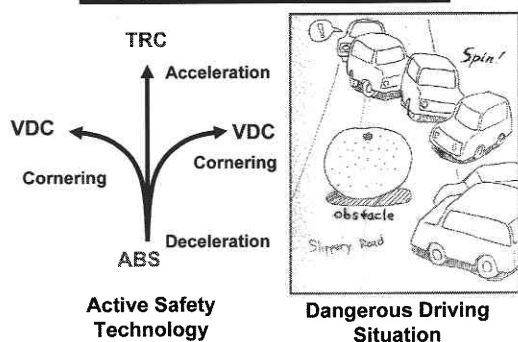 TRC
Acceleration
VDC
VDC
Cornering
Cornering
Deceleration
ABS
Active Safety
Technology
!
Spin!
obstacle
Slippery Road
Dangerous Driving
Situation